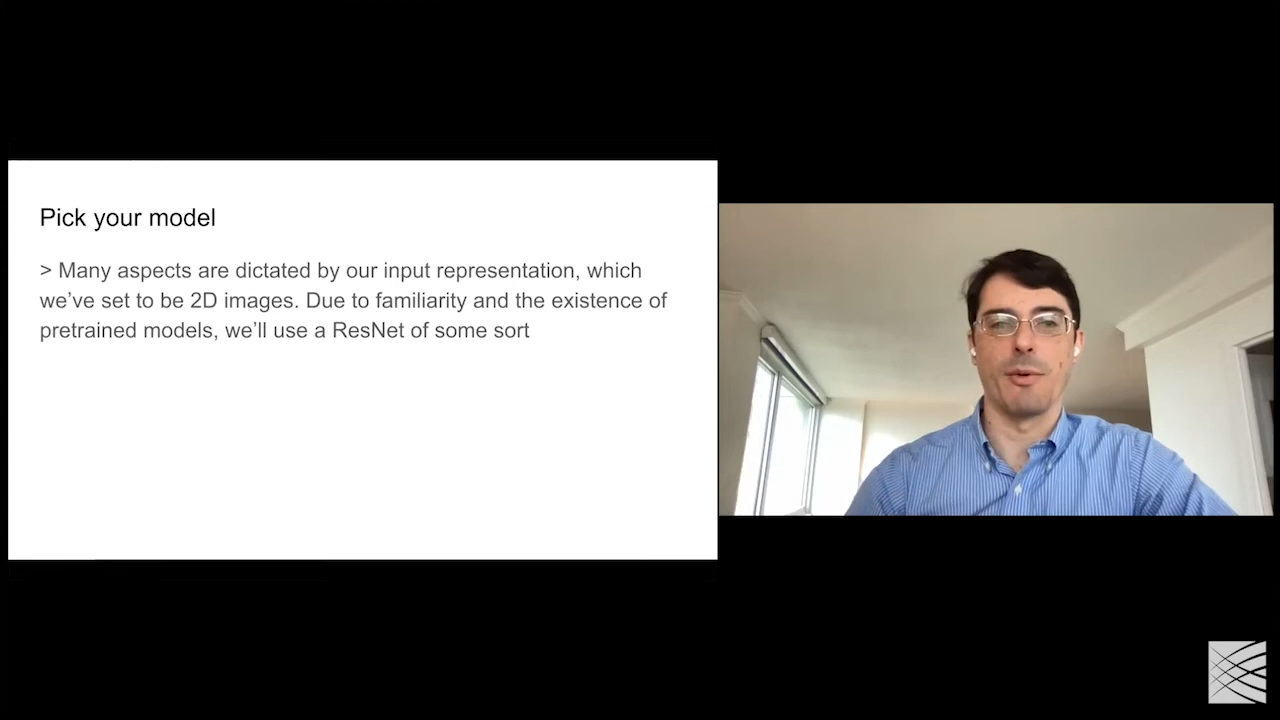 Pick your model
> Many aspects are dictated by our input representation, which
we’ve set to be 2D images. Due to familiarity and the existence of
pretrained models, we’ll use a ResNet of some sort